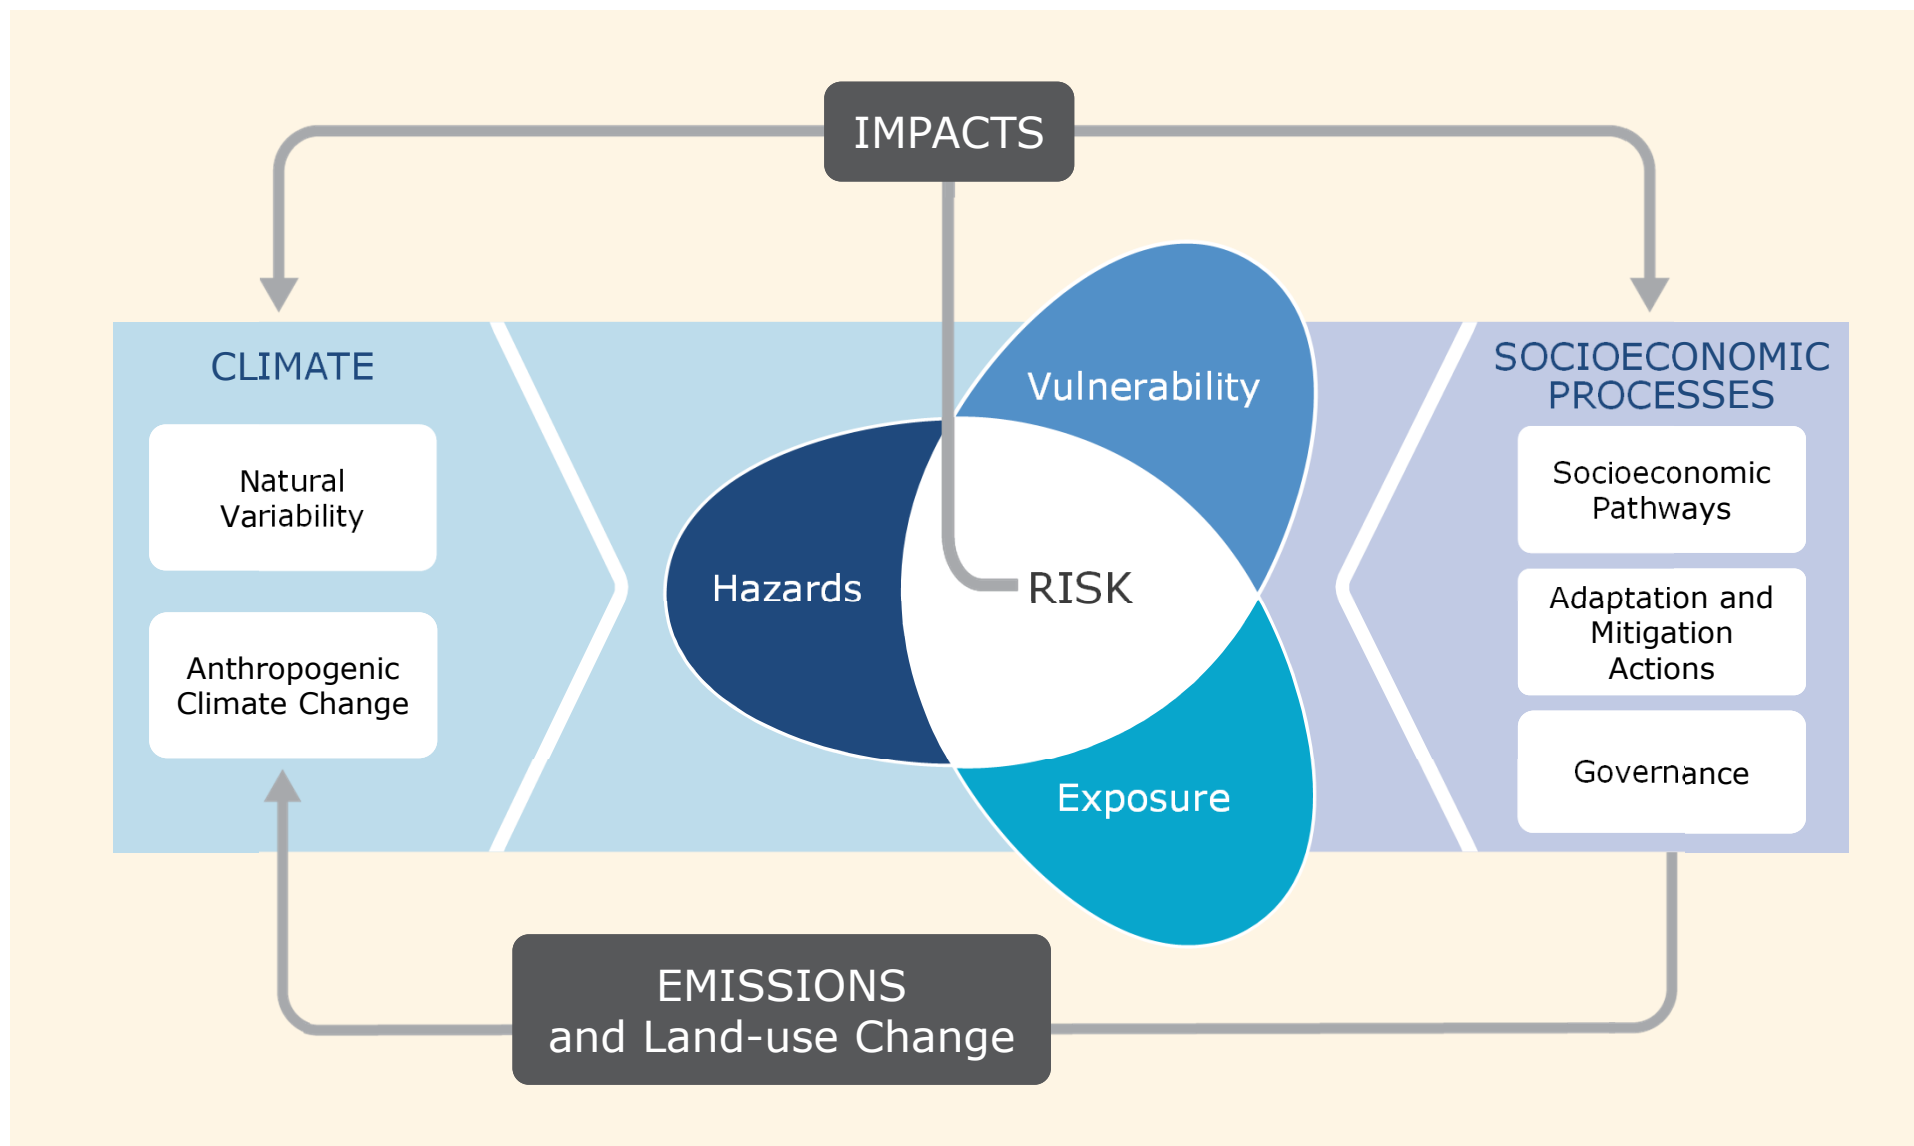 IMPACTS
CLIMATE
Natural
Variability
Anthropogenic
Climate Change
Vulnerability
Hazards
RISK
Exposure
SOCIOECONOMIC
PROCESSES
Socioeconomic
Pathways
Adaptation and
Mitigation
Actions
Governance
EMISSIONS
and Land-use Change